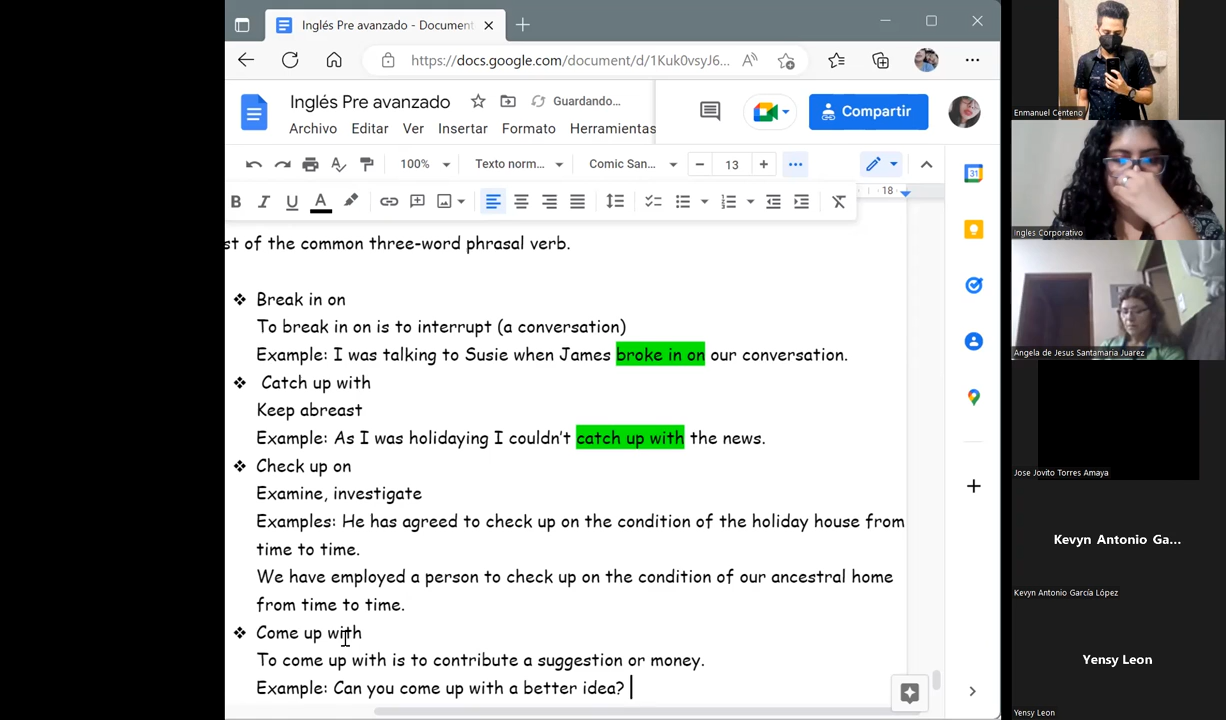 Inglés Pre avanzado - Document
https://docs.google.com/document/d/1Kuk0vsyJ6...
Inglés Pre avanzado
Guardando...
Compartir
Archivo Editar Ver Insertar Formato Herramientas
100% Texto norm... Comic San... 13
18
st of the common three-word phrasal verb.
❖ Break in on
To break in on is to interrupt (a conversation)
Example: I was talking to Susie when James broke in on our conversation.
❖ Catch up with
Keep abreast
Example: As I was holidaying I couldn't catch up with the news.
❖ Check up on
Examine, investigate
Examples: He has agreed to check up on the condition of the holiday house from
time to time.
We have employed a person to check up on the condition of our ancestral home
from time to time.
❖ Come up with
To come up with is to contribute a suggestion or money.
Example: Can you come up with a better idea?
31
Enmanuel Centeno
Ingles Corporativo
Angela de Jesus Santamaria Juarez
Jose Jovito Torres Amaya
Kevyn Antonio Ga...
Kevyn Antonio García López
Yensy Leon
Yensy Leon